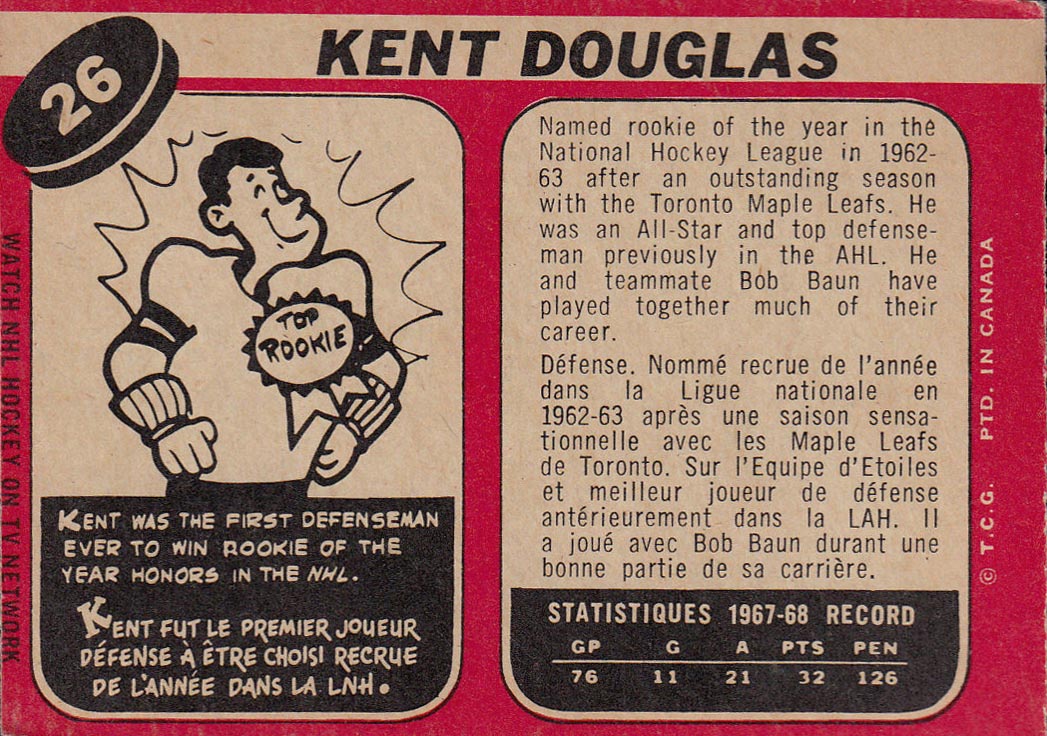 26
KENT DOUGLAS
TOP
ROOKIE
KENT WAS THE FIRST DEFENSEMAN
EVER TO WIN ROOKIE OF THE
YEAR HONORS IN THE NHL.
KENT FUT LE PREMIER JOUEUR
DÉFENSE A ÊTRE CHOISI RECRUE
DE L'ANNÉE DANS LA LNH.
Named rookie of the year in the
National Hockey League in 1962-
63 after an outstanding season
with the Toronto Maple Leafs. He
was an All-Star and top defense-
man previously in the AHL. He
and teammate Bob Baun have
played together much of their
career.
Défense. Nommé recrue de l'année
dans la Ligue nationale en
1962-63 après une saison sensa-
tionnelle avec les Maple Leafs
de Toronto. Sur l'Equipe d'Etoiles
et meilleur joueur de défense
antérieurement dans la LAH. Il
a joué avec Bob Baun durant une
bonne partie de sa carrière.
STATISTIQUES 1967-68 RECORD
GP G A PTS PEN
76 11 21 32 126
WATCH NHL HOCKEY ON TV NETWORK
© T.C.G. PTD. IN CANADA